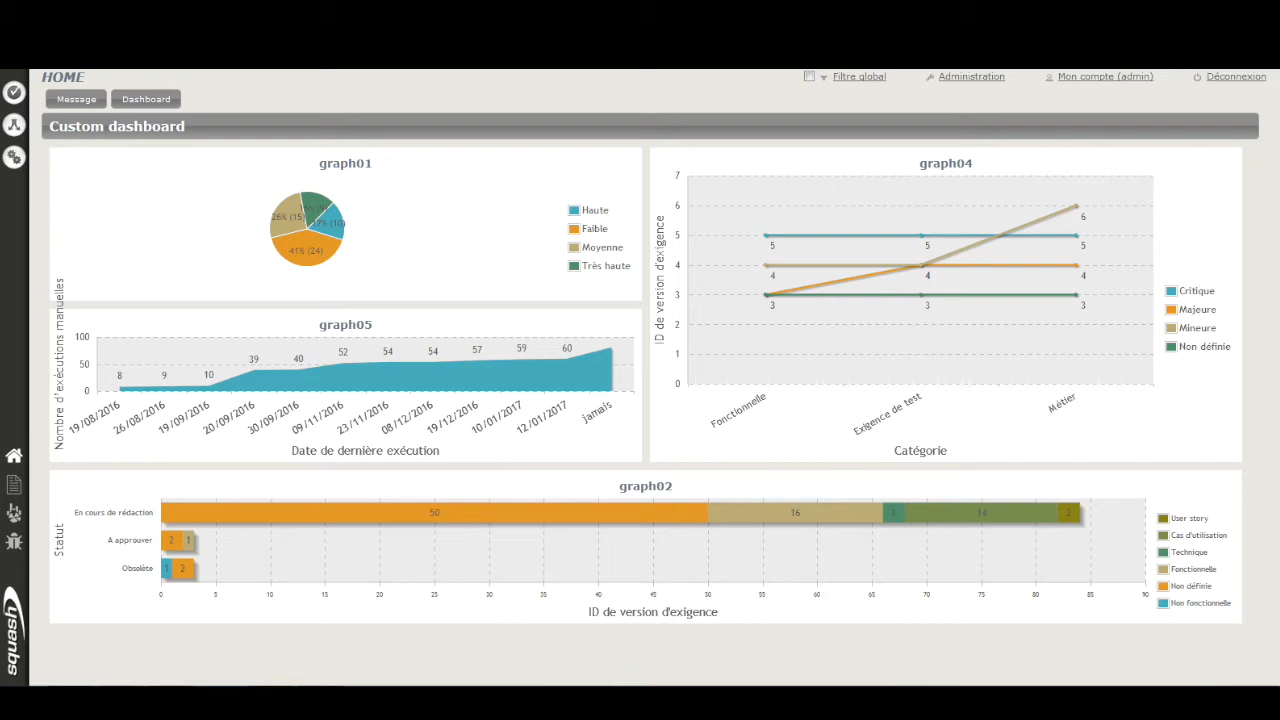 HOME
Filtre global
Administration
Mon compte (admin)
Déconnexion
Message
Dashboard
Custom dashboard
graph01
26% (15)
17% (10)
41% (24)
Haute
Faible
Moyenne
Très haute
graph05
Nombre d'exécutions manuelles
100
50
0
8
9
10
39
40
52
54
54
57
59
60
19/08/2016
26/08/2016
19/09/2016
20/09/2016
30/09/2016
09/11/2016
23/11/2016
08/12/2016
19/12/2016
10/01/2017
12/01/2017
jamais
Date de dernière exécution
graph04
ID de version d'exigence
7
6
5
4
3
2
1
0
5
5
5
6
4
4
4
3
3
3
Fonctionnelle
Exigence de test
Métier
Catégorie
Critique
Majeure
Mineure
Non définie
graph02
Statut
En cours de rédaction
50
16
2
14
2
A approuver
2
1
Obsolète
1
2
0
5
10
15
20
25
30
35
40
45
50
55
60
65
70
75
80
85
90
ID de version d'exigence
User story
Cas d'utilisation
Technique
Fonctionnelle
Non définie
Non fonctionnelle
squash